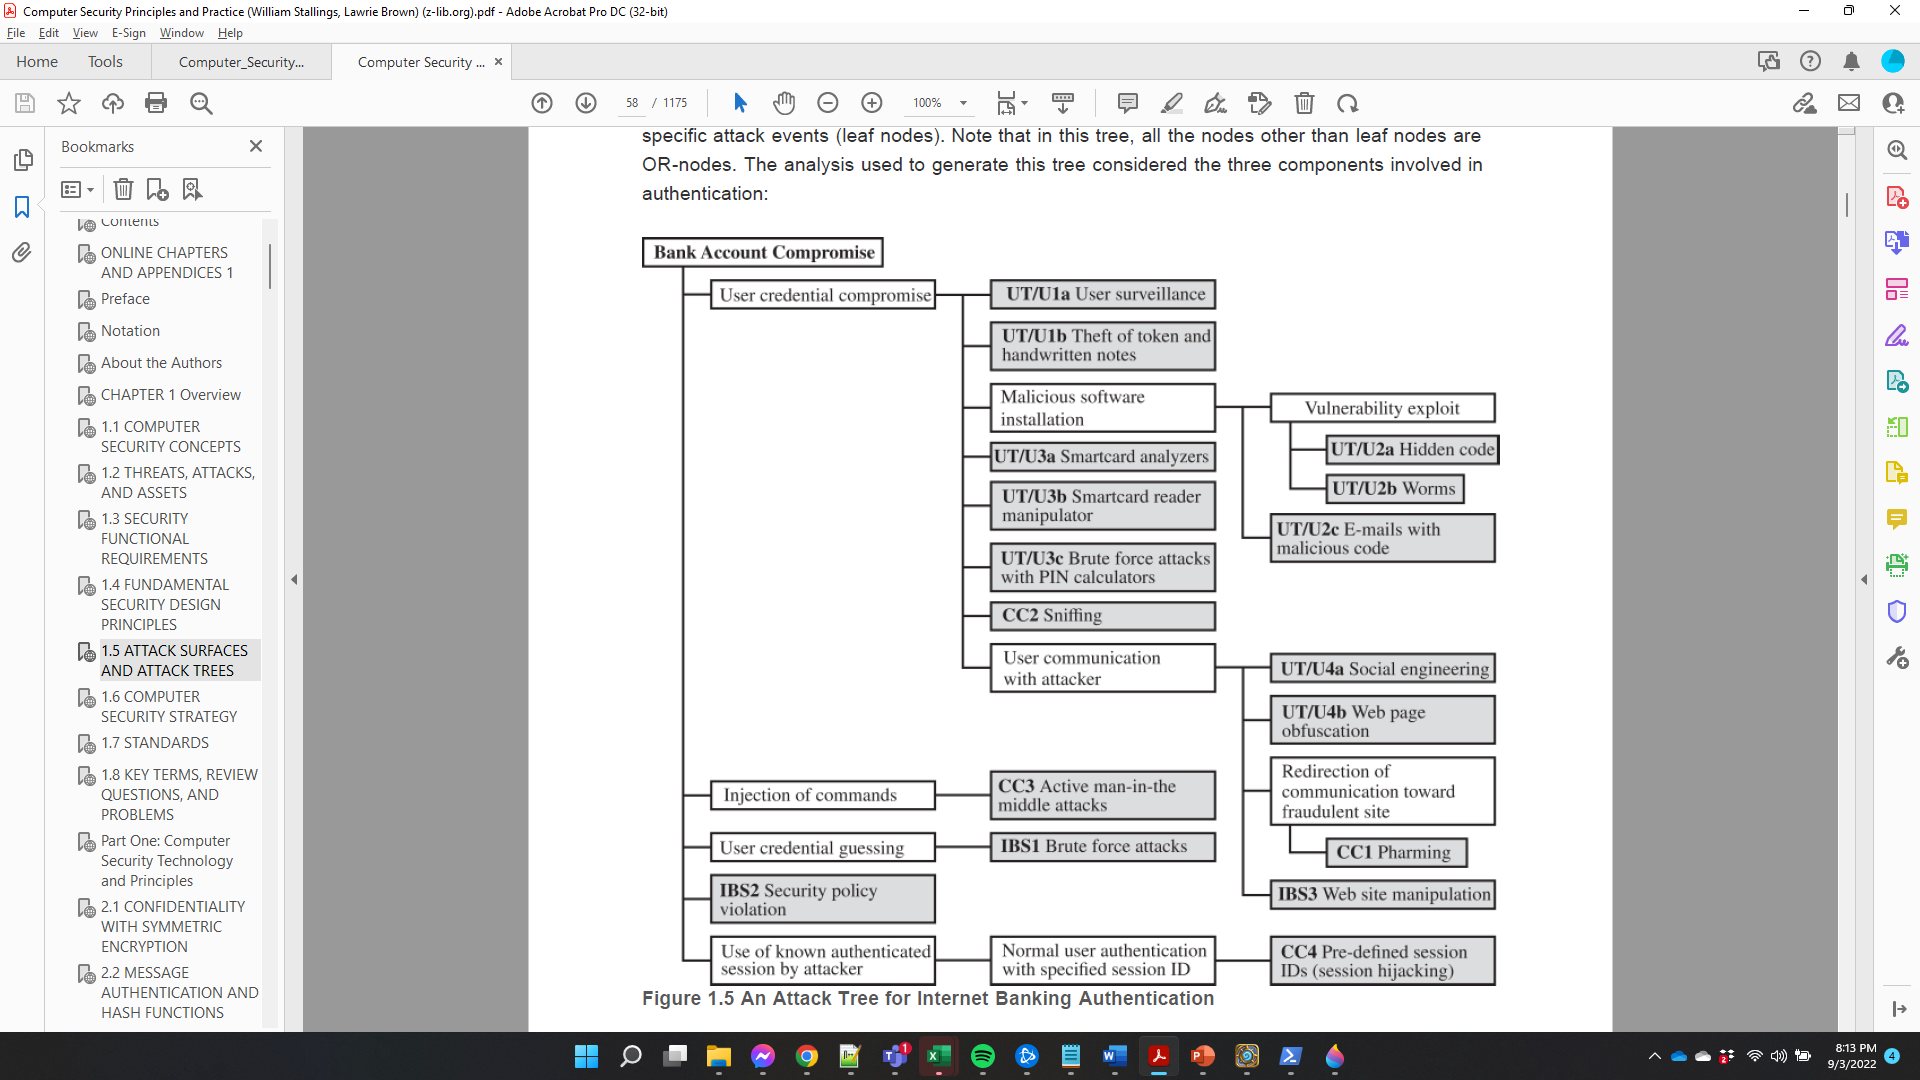 Computer Security Principles and Practice (William Stallings, Lawrie Brown) (z-lib.org).pdf - Adobe Acrobat Pro DC (32-bit)
File Edit View E-Sign Window Help
Home Tools Computer_Security... Computer Security ...
58 / 1175 100%
Bookmarks
Contents
ONLINE CHAPTERS
AND APPENDICES 1
Preface
Notation
About the Authors
CHAPTER 1 Overview
1.1 COMPUTER
SECURITY CONCEPTS
1.2 THREATS, ATTACKS,
AND ASSETS
1.3 SECURITY
FUNCTIONAL
REQUIREMENTS
1.4 FUNDAMENTAL
SECURITY DESIGN
PRINCIPLES
1.5 ATTACK SURFACES
AND ATTACK TREES
1.6 COMPUTER
SECURITY STRATEGY
1.7 STANDARDS
1.8 KEY TERMS, REVIEW
QUESTIONS, AND
PROBLEMS
Part One: Computer
Security Technology
and Principles
2.1 CONFIDENTIALITY
WITH SYMMETRIC
ENCRYPTION
2.2 MESSAGE
AUTHENTICATION AND
HASH FUNCTIONS
specific attack events (leaf nodes). Note that in this tree, all the nodes other than leaf nodes are
OR-nodes. The analysis used to generate this tree considered the three components involved in
authentication:
Bank Account Compromise
User credential compromise
UT/U1a User surveillance
UT/U1b Theft of token and
handwritten notes
Malicious software
installation
Vulnerability exploit
UT/U2a Hidden code
UT/U2b Worms
UT/U2c E-mails with
malicious code
UT/U3a Smartcard analyzers
UT/U3b Smartcard reader
manipulator
UT/U3c Brute force attacks
with PIN calculators
CC2 Sniffing
User communication
with attacker
UT/U4a Social engineering
UT/U4b Web page
obfuscation
Redirection of
communication toward
fraudulent site
CC1 Pharming
IBS3 Web site manipulation
Injection of commands
CC3 Active man-in-the
middle attacks
User credential guessing
IBS1 Brute force attacks
IBS2 Security policy
violation
Use of known authenticated
session by attacker
Normal user authentication
with specified session ID
CC4 Pre-defined session
IDs (session hijacking)
Figure 1.5 An Attack Tree for Internet Banking Authentication
1
8:13 PM
9/3/2022
4